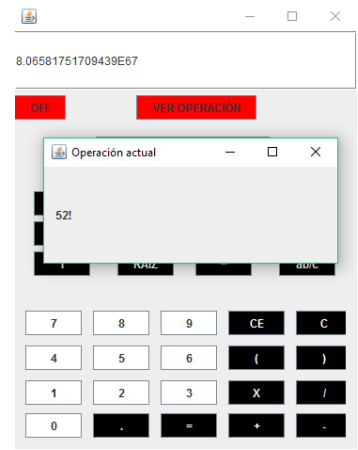 8.06581751709439E67
OFF VER OPERACIÓN
Operación actual
52!
RAIZ ab/c
7 8 9 CE C
4 5 6 ( )
1 2 3 X /
0 . = + -